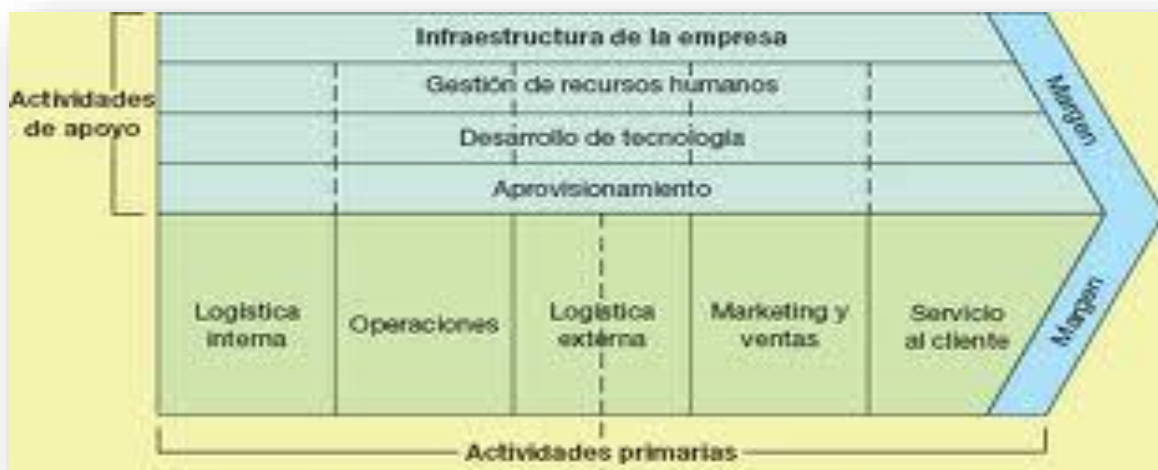 Infraestructura de la empresa
Gestión de recursos humanos
Desarrollo de tecnología
Aprovisionamiento
Actividades
de apoyo
Margen
Margen
Logística
interna
Operaciones
Logística
externa
Marketing y
ventas
Servicio
al cliente
Actividades primarias